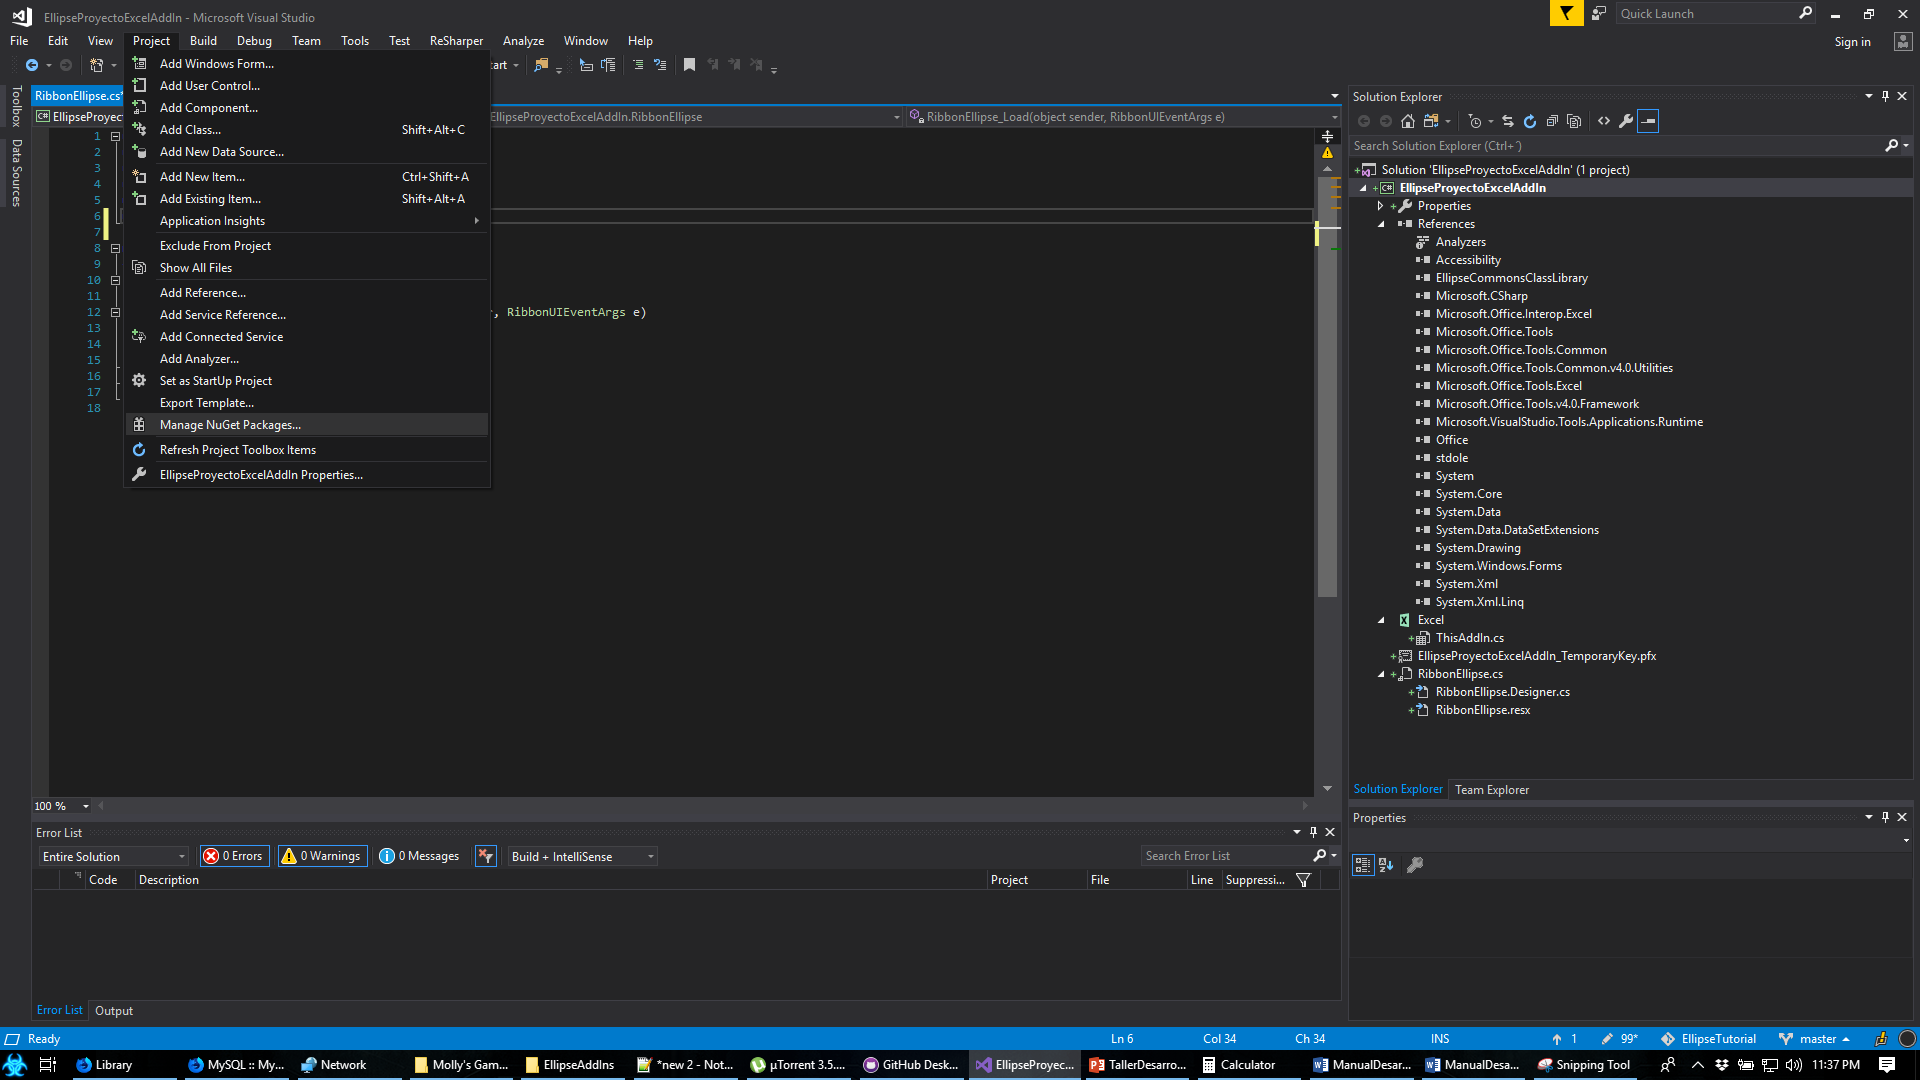 EllipseProyectoExcelAddIn - Microsoft Visual Studio
Quick Launch
File Edit View Project Build Debug Team Tools Test ReSharper Analyze Window Help
Sign in
Add Windows Form...
Add User Control...
Add Component...
Add Class... Shift+Alt+C
Add New Data Source...
Add New Item... Ctrl+Shift+A
Add Existing Item... Shift+Alt+A
Application Insights
Exclude From Project
Show All Files
Add Reference...
Add Service Reference...
Add Connected Service
Add Analyzer...
Set as StartUp Project
Export Template...
Manage NuGet Packages...
Refresh Project Toolbox Items
EllipseProyectoExcelAddIn Properties...
art
Toolbox
Data Sources
RibbonEllipse.cs*
EllipseProyect
EllipseProyectoExcelAddIn.RibbonEllipse
RibbonEllipse_Load(object sender, RibbonUIEventArgs e)
1
2
3
4
5
6
7
8
9
10
11
12 , RibbonUIEventArgs e)
13
14
15
16
17
18
100 %
Solution Explorer
Search Solution Explorer (Ctrl+´)
Solution 'EllipseProyectoExcelAddIn' (1 project)
EllipseProyectoExcelAddIn
Properties
References
Analyzers
Accessibility
EllipseCommonsClassLibrary
Microsoft.CSharp
Microsoft.Office.Interop.Excel
Microsoft.Office.Tools
Microsoft.Office.Tools.Common
Microsoft.Office.Tools.Common.v4.0.Utilities
Microsoft.Office.Tools.Excel
Microsoft.Office.Tools.v4.0.Framework
Microsoft.VisualStudio.Tools.Applications.Runtime
Office
stdole
System
System.Core
System.Data
System.Data.DataSetExtensions
System.Drawing
System.Windows.Forms
System.Xml
System.Xml.Linq
Excel
ThisAddIn.cs
EllipseProyectoExcelAddIn_TemporaryKey.pfx
RibbonEllipse.cs
RibbonEllipse.Designer.cs
RibbonEllipse.resx
Solution Explorer Team Explorer
Properties
Error List
Entire Solution 0 Errors 0 Warnings 0 Messages Build + IntelliSense Search Error List
Code Description Project File Line Suppressi...
Error List Output
Ready Ln 6 Col 34 Ch 34 INS 1 99* EllipseTutorial master
Library MySQL :: My... Network Molly's Gam... EllipseAddIns *new 2 - Not... µTorrent 3.5.... GitHub Desk... EllipseProyec... TallerDesarro... Calculator ManualDesar... ManualDesa... Snipping Tool 11:37 PM